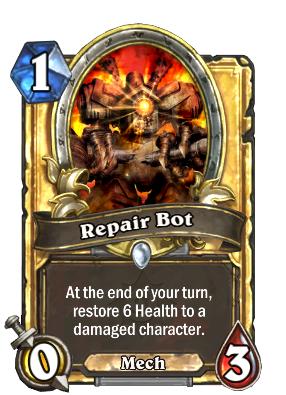 1
Repair Bot
At the end of your turn,
restore 6 Health to a
damaged character.
0
Mech
3